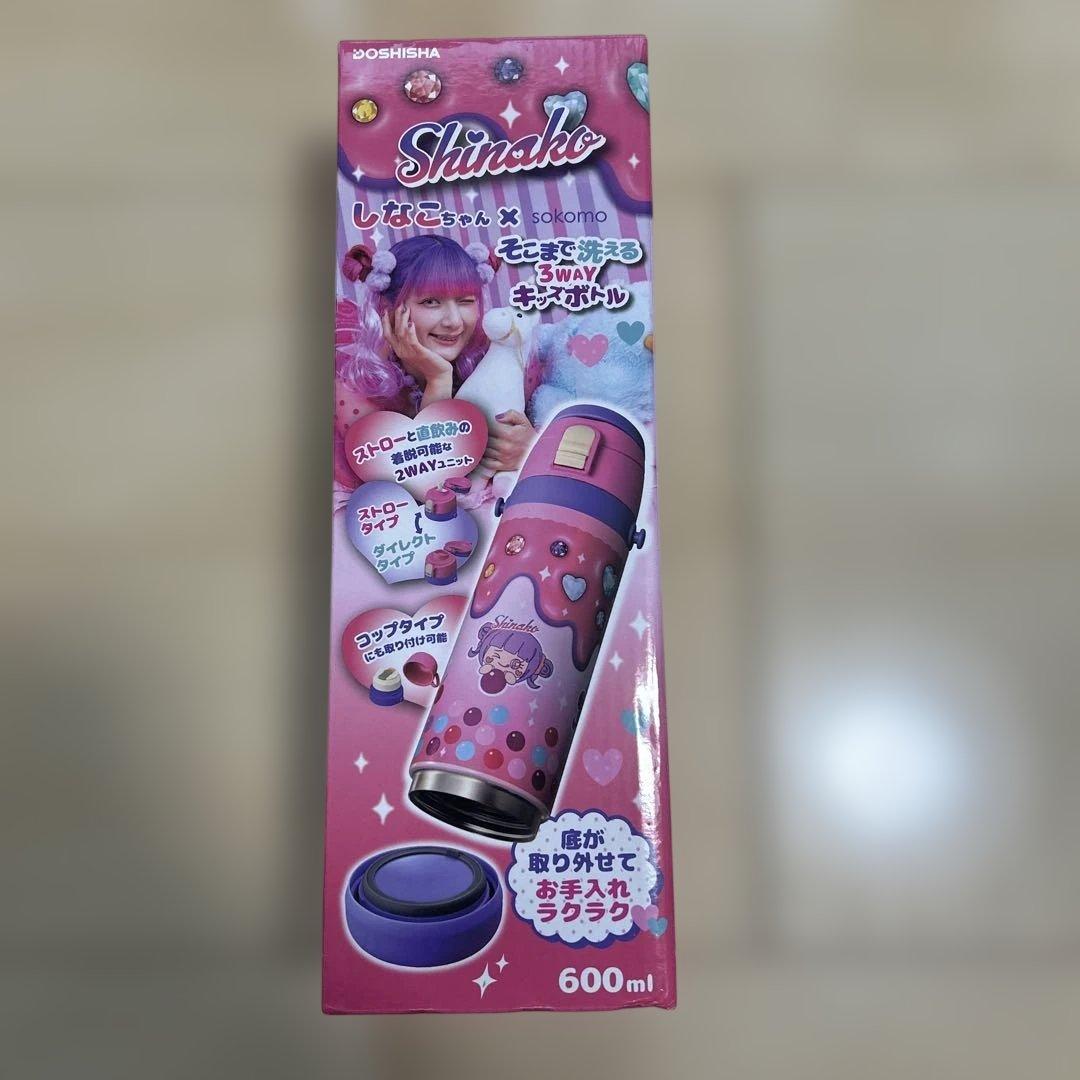 DOSHISHA
Shinako
しなこちゃん × sokomo
そこまで洗える
3WAY
キッズボトル
ストローと直飲みの
着脱可能な
2WAYユニット
ストロー
タイプ
ダイレクト
タイプ
コップタイプ
にも取り付け可能
Shinako
底が
取り外せて
お手入れ
ラクラク
600ml